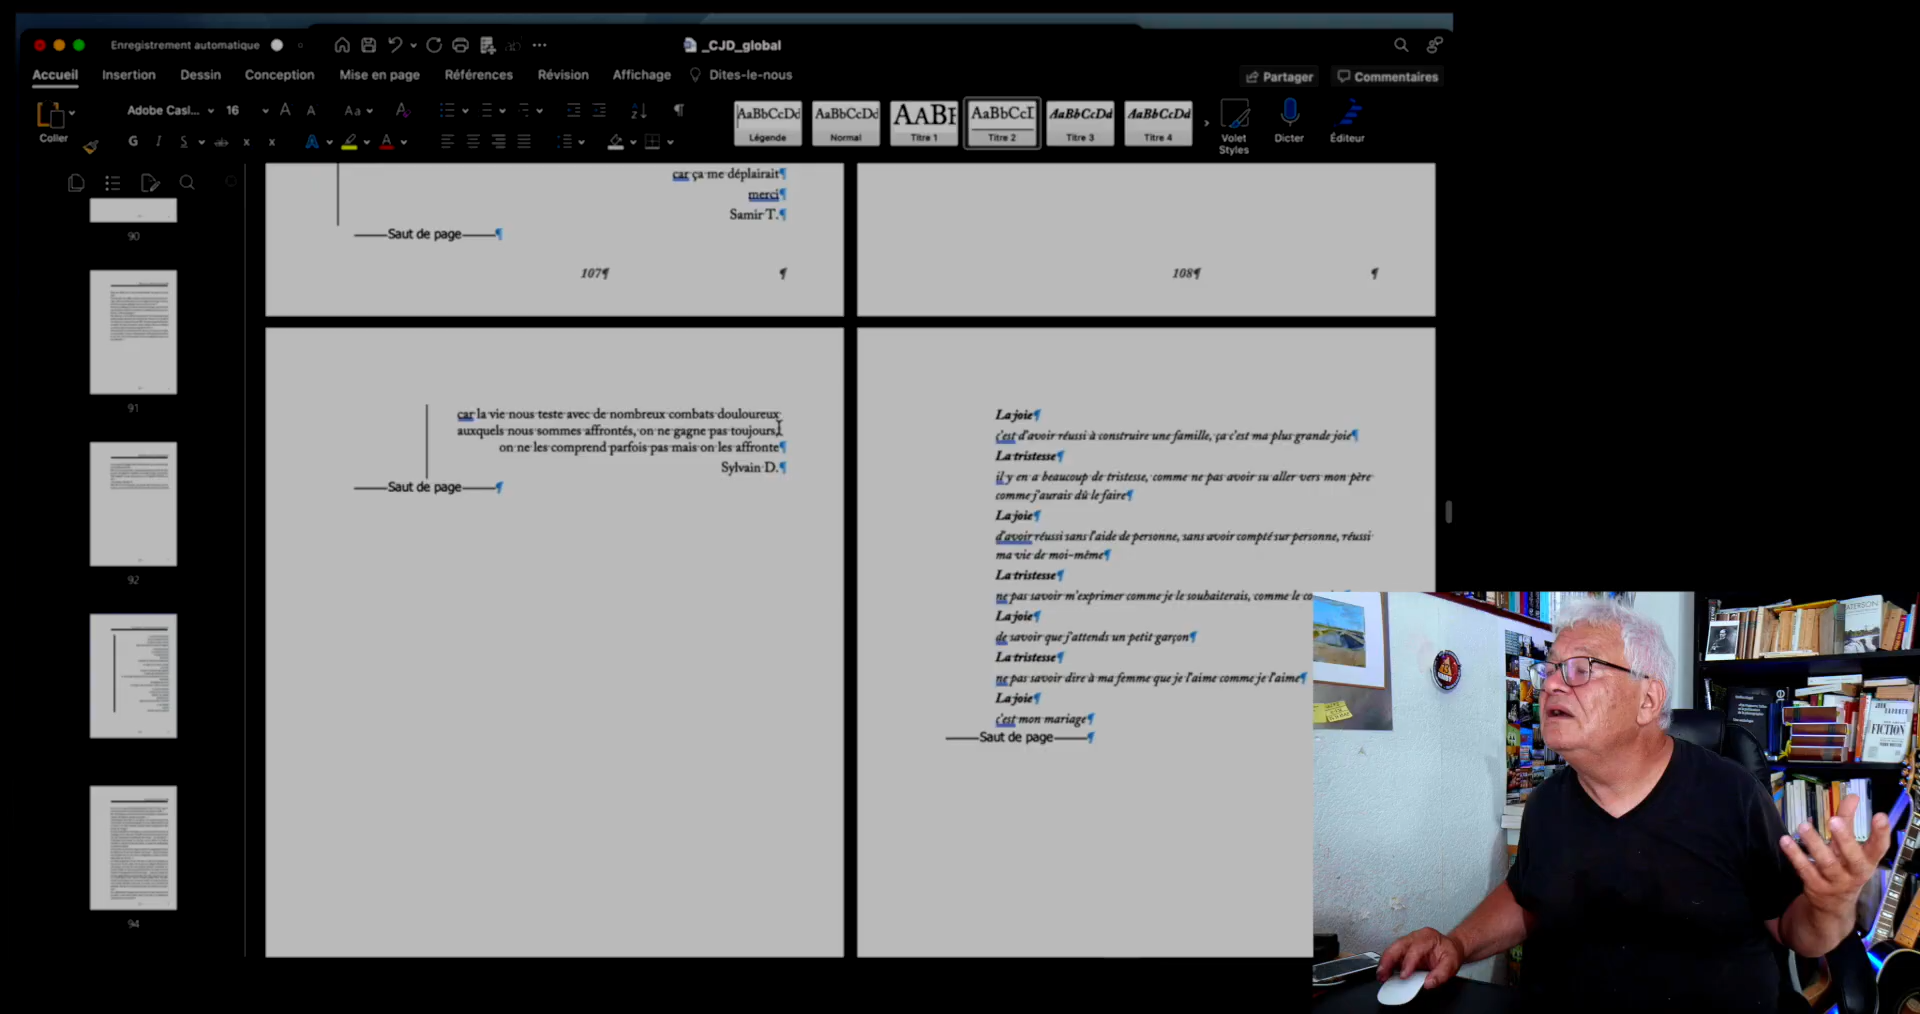 Enregistrement automatique
_CJD_global
Accueil
Insertion
Dessin
Conception
Mise en page
Références
Révision
Affichage
Dites-le-nous
Partager
Commentaires
Coller
Adobe Casl...
16
Aa
G
I
S
ab
x
x
A
A
AaBbCcDd
Légende
AaBbCcDd
Normal
AABI
Titre 1
AaBbCcI
Titre 2
AaBbCcDd
Titre 3
AaBbCcDd
Titre 4
Volet
Styles
Dicter
Éditeur
90
91
92
94
car ça me déplairait¶
merci¶
Samir T.¶
Saut de page¶
107¶ ¶
108¶ ¶
car la vie nous teste avec de nombreux combats douloureux
auxquels nous sommes affrontés, on ne gagne pas toujours,
on ne les comprend parfois pas mais on les affronte¶
Sylvain D.¶
Saut de page¶
La joie¶
c'est d'avoir réussi à construire une famille, ça c'est ma plus grande joie¶
La tristesse¶
il y en a beaucoup de tristesse, comme ne pas avoir su aller vers mon père
comme j'aurais dû le faire¶
La joie¶
d'avoir réussi sans l'aide de personne, sans avoir compté sur personne, réussi
ma vie de moi-même¶
La tristesse¶
ne pas savoir m'exprimer comme je le souhaiterais, comme le
La joie¶
de savoir que j'attends un petit garçon¶
La tristesse¶
ne pas savoir dire à ma femme que je l'aime comme je l'aime¶
La joie¶
c'est mon mariage¶
Saut de page¶
FICTION